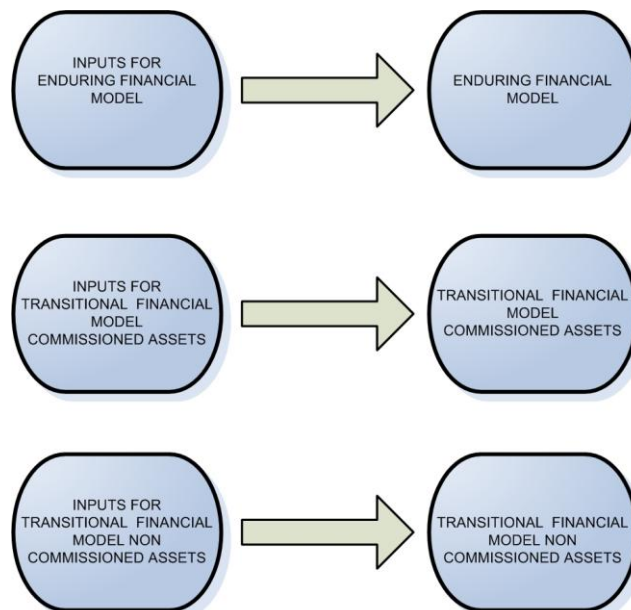 INPUTS FOR
ENDURING FINANCIAL
MODEL
ENDURING FINANCIAL
MODEL
INPUTS FOR
TRANSITIONAL FINANCIAL
MODEL
COMMISSIONED ASSETS
TRANSITIONAL FINANCIAL
MODEL
COMMISSIONED ASSETS
INPUTS FOR
TRANSITIONAL FINANCIAL
MODEL NON
COMMISSIONED ASSETS
TRANSITIONAL FINANCIAL
MODEL NON
COMMISSIONED ASSETS